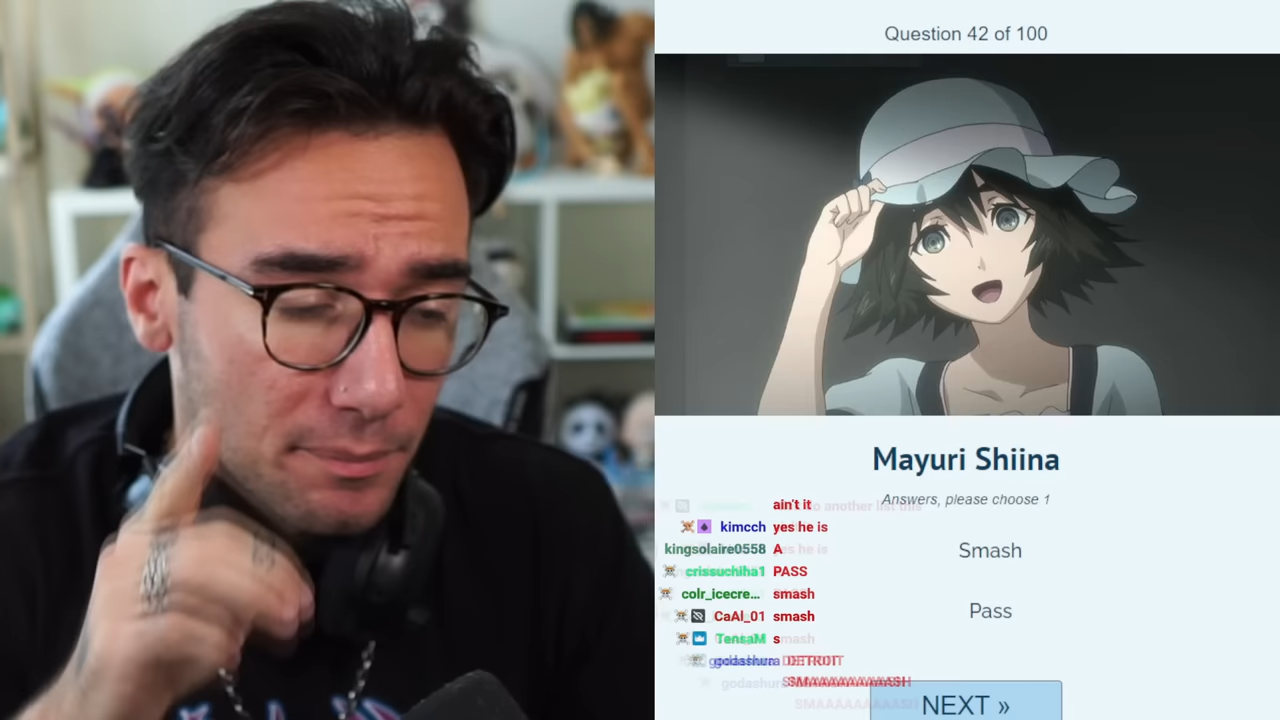 Question 42 of 100
Mayuri Shiina
Answers, please choose 1
ain't it
kimcch yes he is
kingsolaire0558 A
crissuchiha1 PASS
colr_icecre... smash
CaAl_01 smash
TensaM s
godashura DETROIT
SMAAAAAAAAASH
Smash
Pass
NEXT »